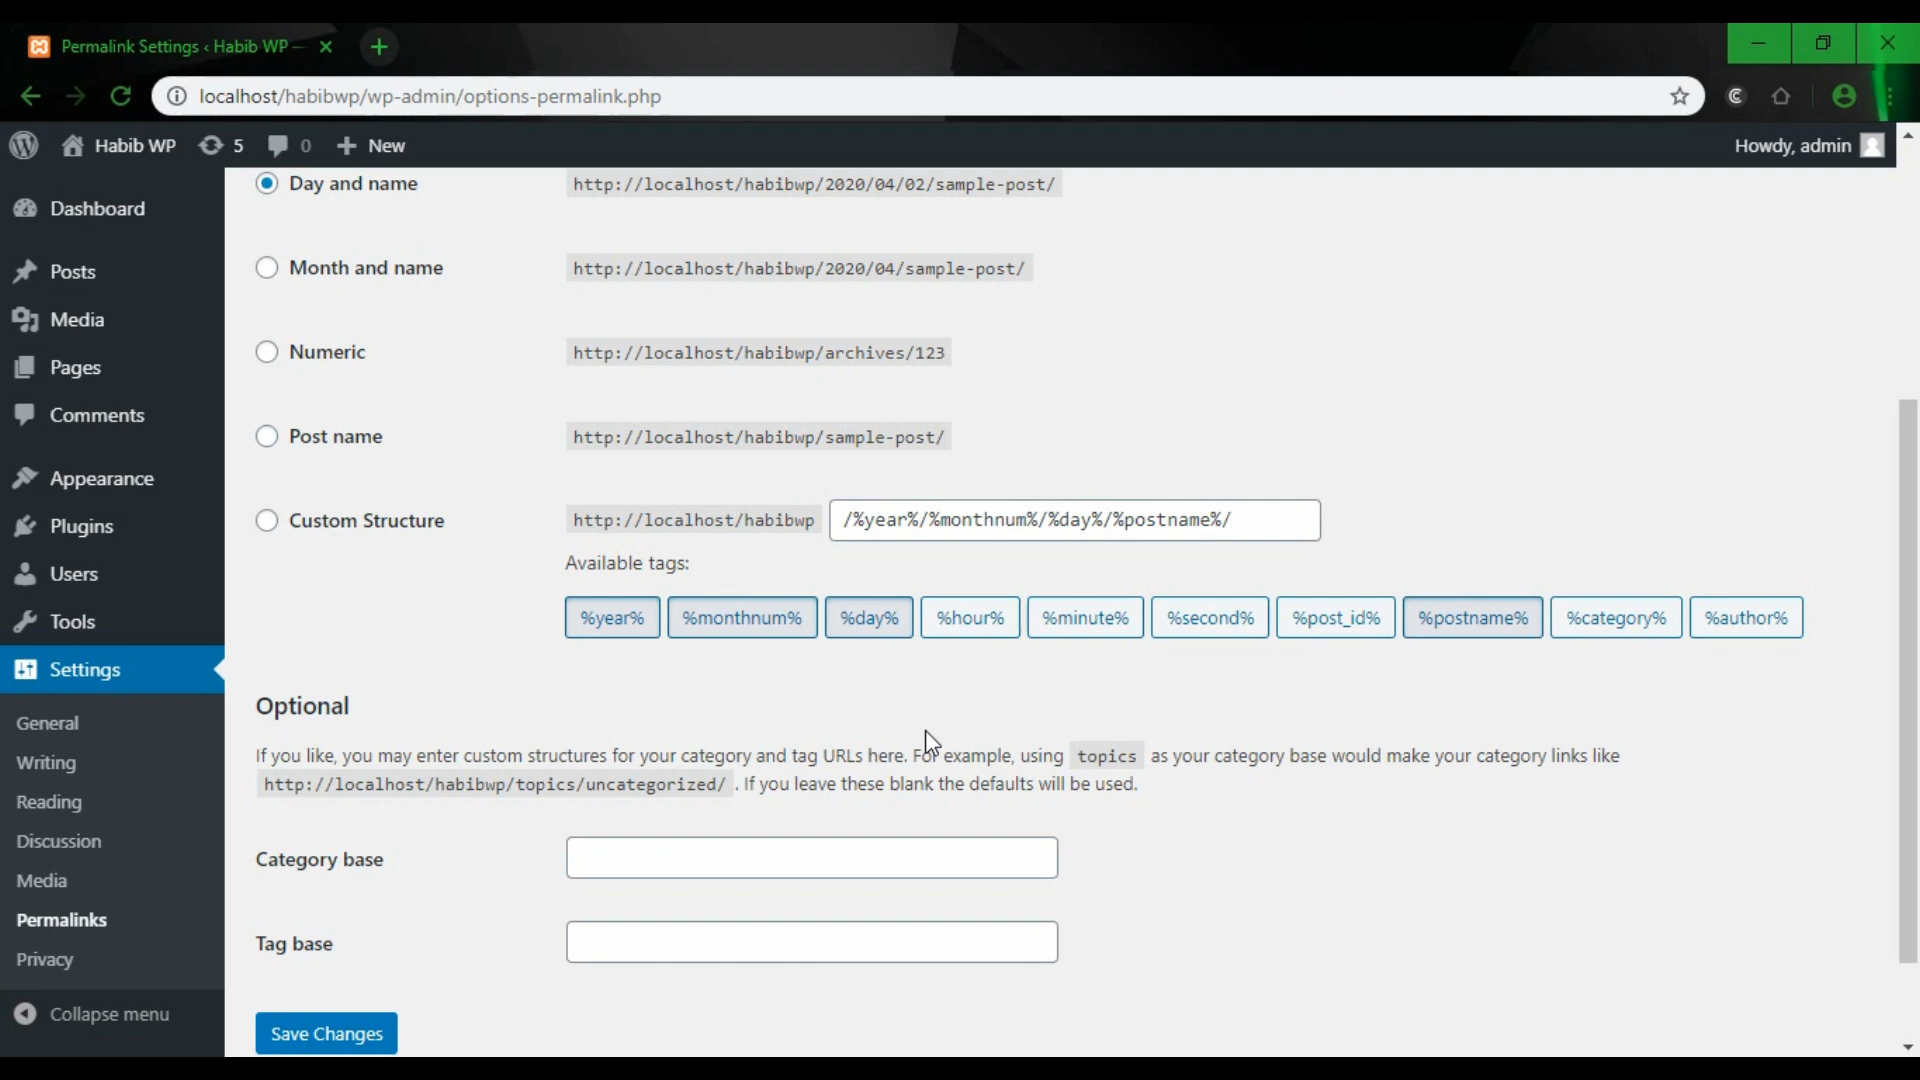 Permalink Settings ‹ Habib WP —
localhost/habibwp/wp-admin/options-permalink.php
Habib WP 5 0 New Howdy, admin
Dashboard
Posts
Media
Pages
Comments
Appearance
Plugins
Users
Tools
Settings
General
Writing
Reading
Discussion
Media
Permalinks
Privacy
Collapse menu
Day and name http://localhost/habibwp/2020/04/02/sample-post/
Month and name http://localhost/habibwp/2020/04/sample-post/
Numeric http://localhost/habibwp/archives/123
Post name http://localhost/habibwp/sample-post/
Custom Structure http://localhost/habibwp /%year%/%monthnum%/%day%/%postname%/
Available tags:
%year% %monthnum% %day% %hour% %minute% %second% %post_id% %postname% %category% %author%
Optional
If you like, you may enter custom structures for your category and tag URLs here. For example, using topics as your category base would make your category links like
http://localhost/habibwp/topics/uncategorized/ . If you leave these blank the defaults will be used.
Category base
Tag base
Save Changes